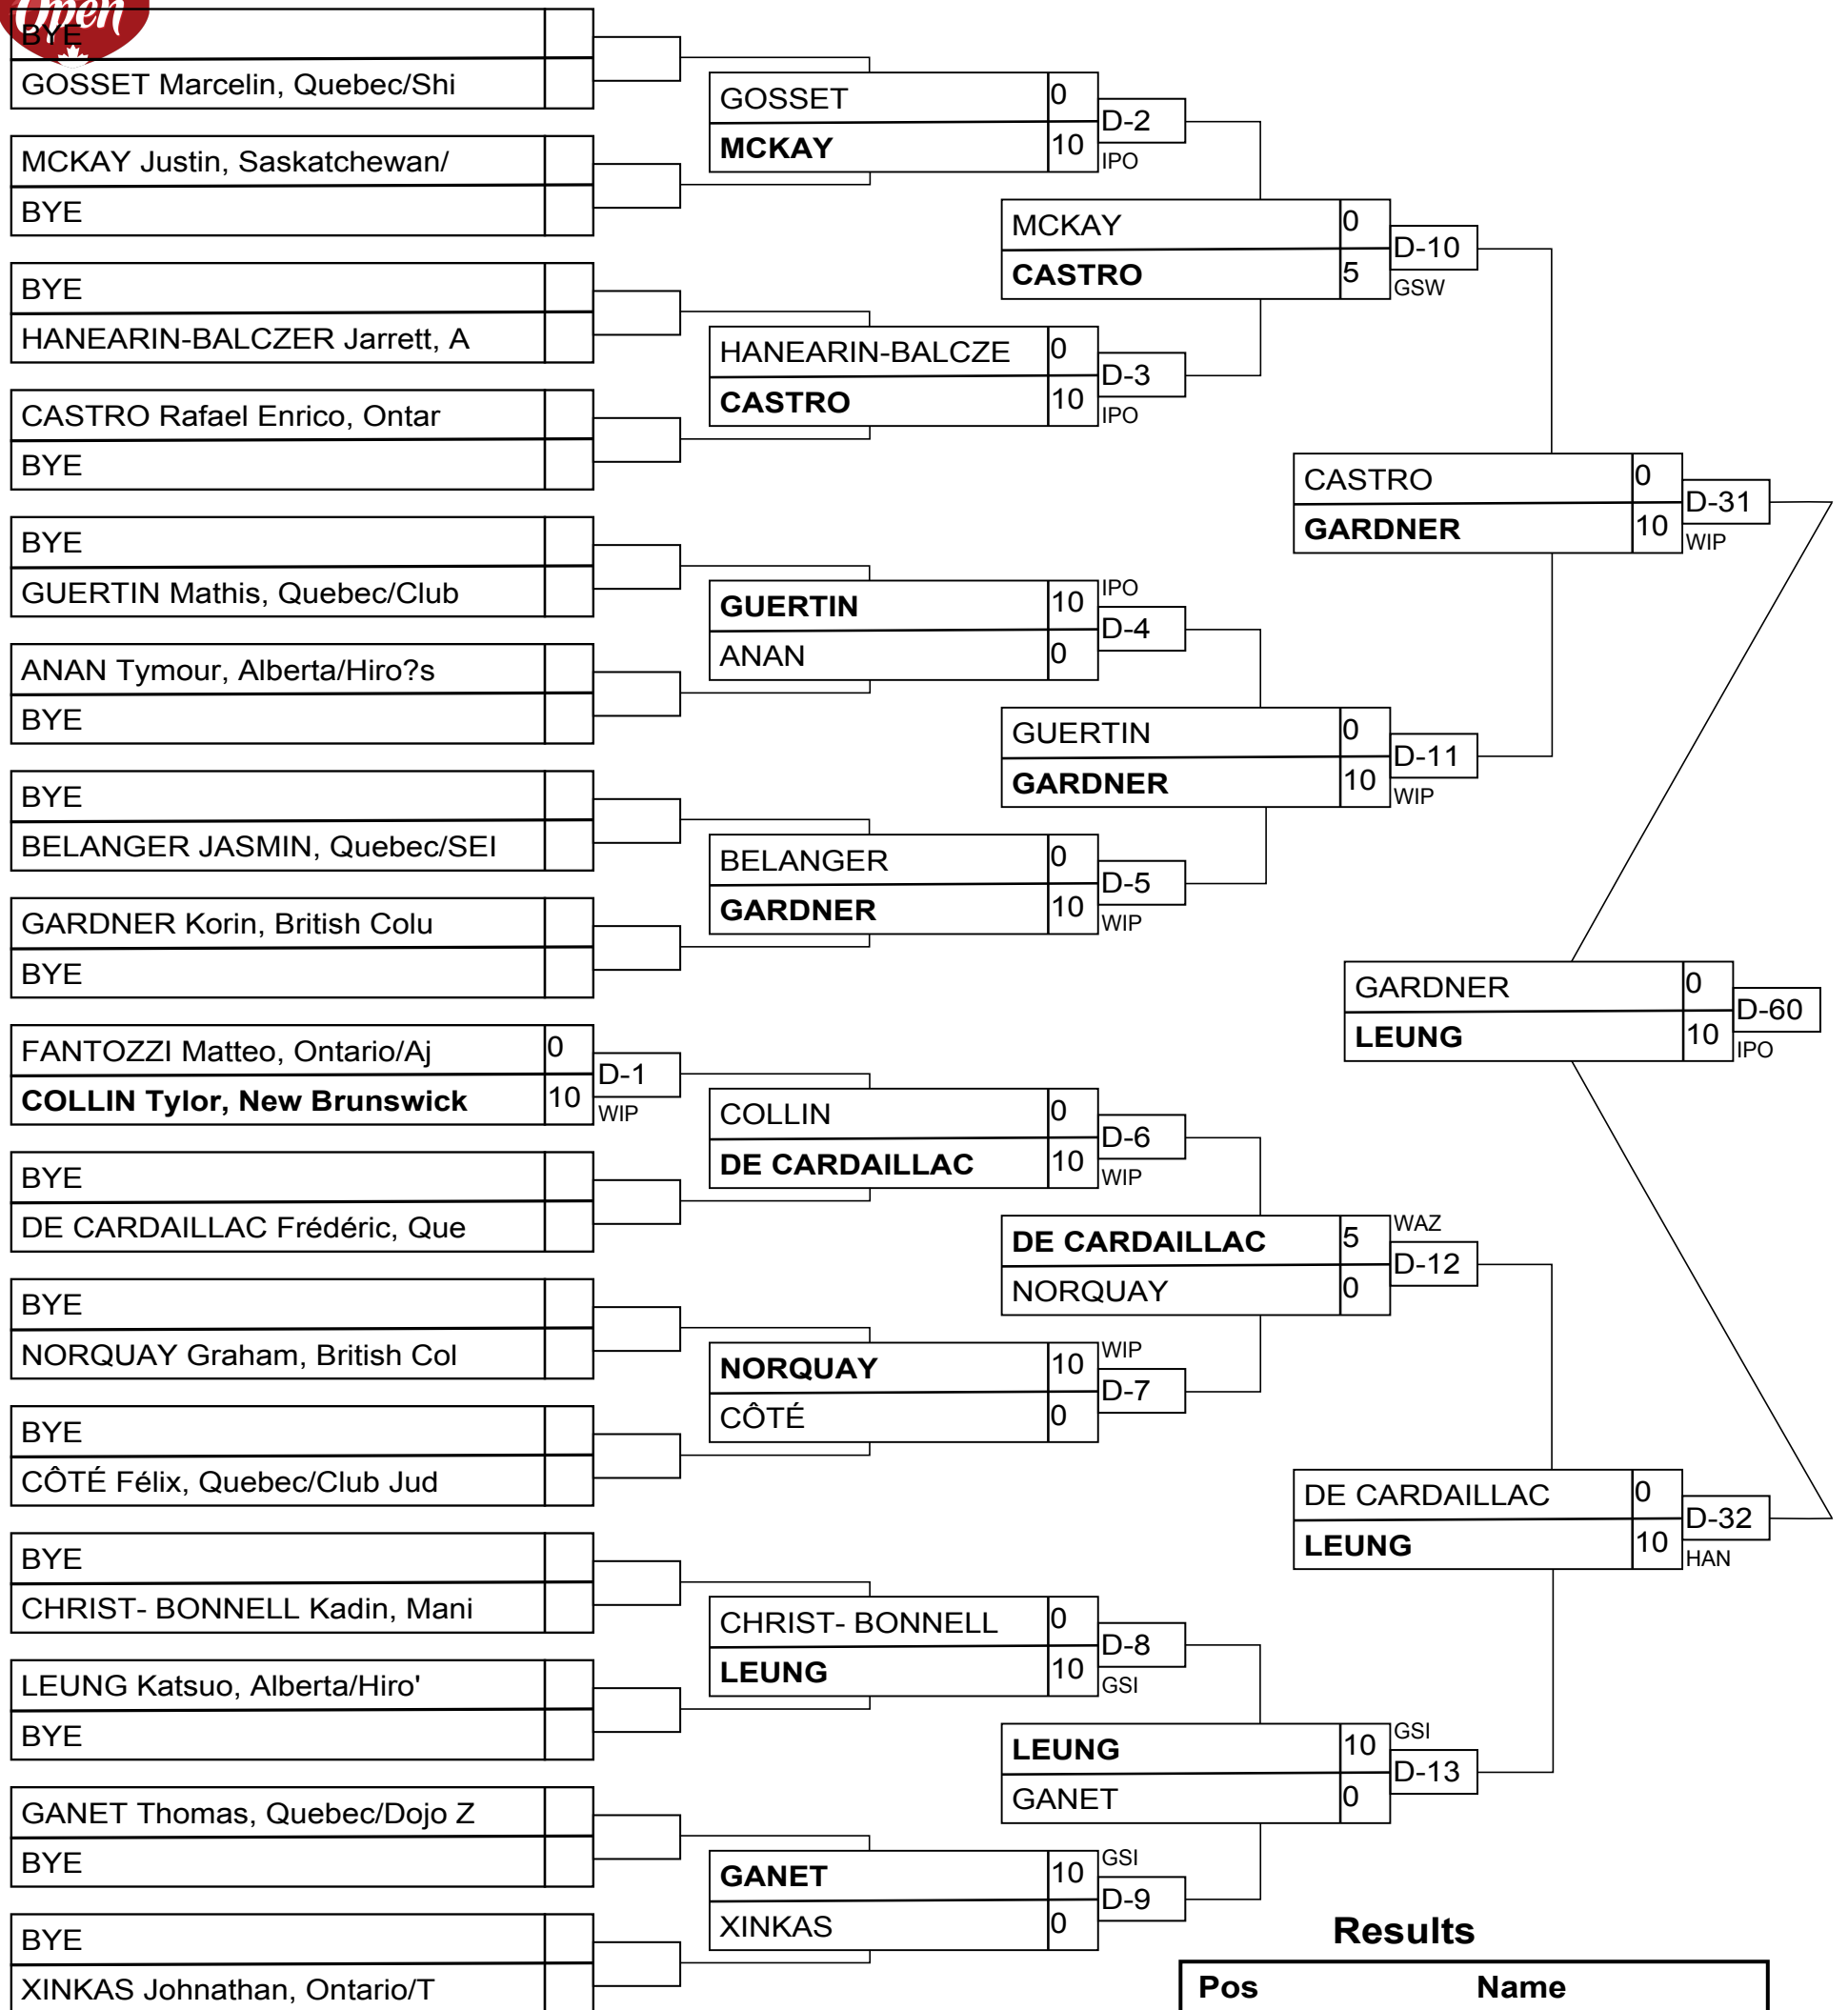 Open
BYE
GOSSET Marcelin, Quebec/Shi
MCKAY Justin, Saskatchewan/
BYE
BYE
HANEARIN-BALCZER Jarrett, A
CASTRO Rafael Enrico, Ontar
BYE
BYE
GUERTIN Mathis, Quebec/Club
ANAN Tymour, Alberta/Hiro?s
BYE
BYE
BELANGER JASMIN, Quebec/SEI
GARDNER Korin, British Colu
BYE
FANTOZZI Matteo, Ontario/Aj 0
COLLIN Tylor, New Brunswick 10
D-1
WIP
BYE
DE CARDAILLAC Frédéric, Que
BYE
NORQUAY Graham, British Col
BYE
CÔTÉ Félix, Quebec/Club Jud
BYE
CHRIST- BONNELL Kadin, Mani
LEUNG Katsuo, Alberta/Hiro'
BYE
GANET Thomas, Quebec/Dojo Z
BYE
BYE
XINKAS Johnathan, Ontario/T
GOSSET 0
MCKAY 10
D-2
IPO
HANEARIN-BALCZE 0
CASTRO 10
D-3
IPO
GUERTIN 10
ANAN 0
IPO
D-4
BELANGER 0
GARDNER 10
D-5
WIP
COLLIN 0
DE CARDAILLAC 10
D-6
WIP
NORQUAY 10
CÔTÉ 0
WIP
D-7
CHRIST- BONNELL 0
LEUNG 10
D-8
GSI
GANET 10
XINKAS 0
GSI
D-9
MCKAY 0
CASTRO 5
D-10
GSW
GUERTIN 0
GARDNER 10
D-11
WIP
DE CARDAILLAC 5
NORQUAY 0
WAZ
D-12
LEUNG 10
GANET 0
GSI
D-13
CASTRO 0
GARDNER 10
D-31
WIP
DE CARDAILLAC 0
LEUNG 10
D-32
HAN
GARDNER 0
LEUNG 10
D-60
IPO
Results
Pos Name